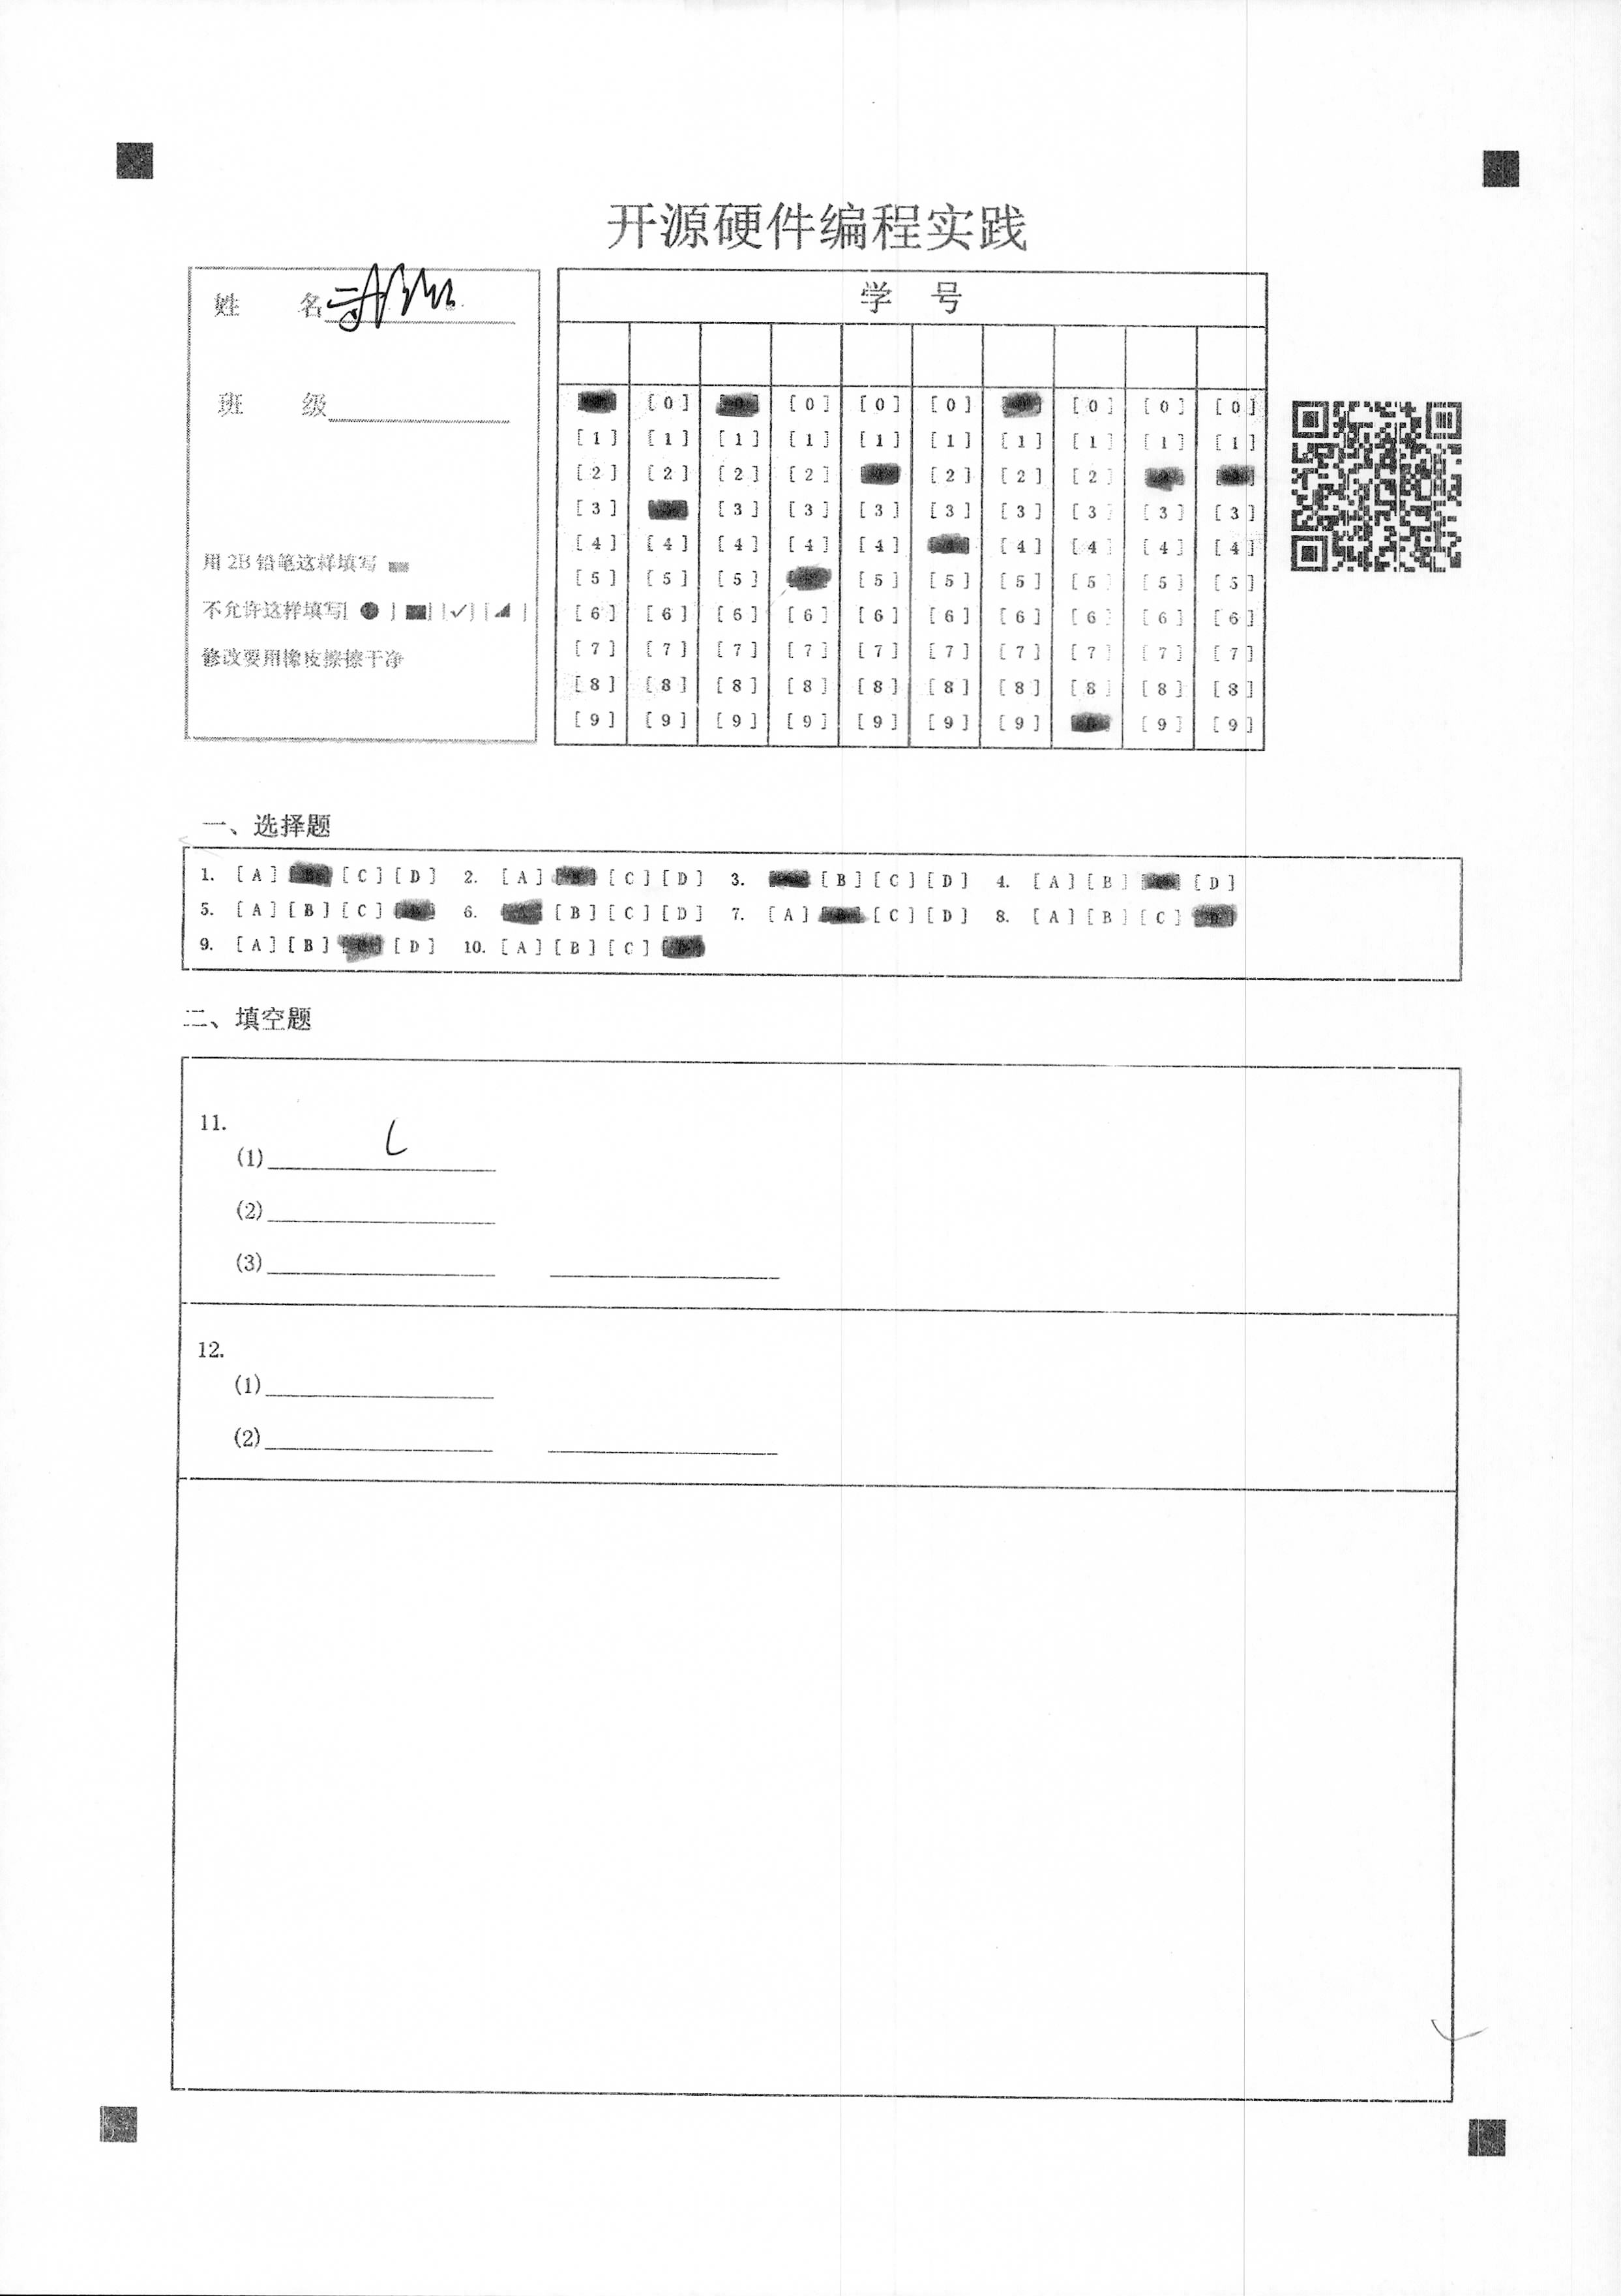 开源硬件编程实践
姓 名
班 级
用 2B 铅笔这样填写
不允许这样填写[ ● ] [■] [✓] [◢ ]
修改要用橡皮擦擦干净
学 号
[0] [0] [0] [0] [0] [0]
[1] [1] [1] [1] [1] [1] [1] [1] [1] [1]
[2] [2] [2] [2] [2] [2] [2]
[3] [3] [3] [3] [3] [3] [3] [3] [3]
[4] [4] [4] [4] [4] [4] [4] [4] [4]
[5] [5] [5] [5] [5] [5] [5] [5] [5]
[6] [6] [6] [6] [6] [6] [6] [6] [6] [6]
[7] [7] [7] [7] [7] [7] [7] [7] [7] [7]
[8] [8] [8] [8] [8] [8] [8] [8] [8] [8]
[9] [9] [9] [9] [9] [9] [9] [9] [9]
一、选择题
1. [A] [C] [D] 2. [A] [C] [D] 3. [B] [C] [D] 4. [A] [B] [D]
5. [A] [B] [C] 6. [B] [C] [D] 7. [A] [C] [D] 8. [A] [B] [C]
9. [A] [B] [D] 10. [A] [B] [C]
二、填空题
11.
(1)
(2)
(3)
12.
(1)
(2)